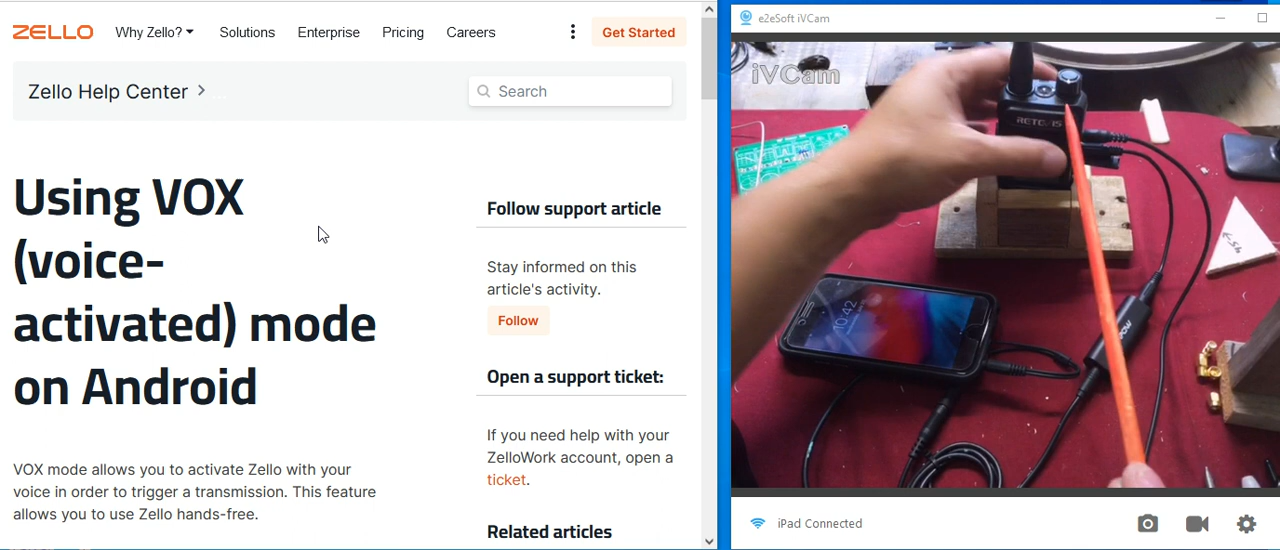 ZELLO
Why Zello?
Solutions
Enterprise
Pricing
Careers
Get Started
Zello Help Center
Search
Using VOX
(voice-
activated) mode
on Android
VOX mode allows you to activate Zello with your
voice in order to trigger a transmission. This feature
allows you to use Zello hands-free.
Follow support article
Stay informed on this
article's activity.
Follow
Open a support ticket:
If you need help with your
ZelloWork account, open a
ticket.
Related articles
e2eSoft iVCam
iVCam
10:42
iPad Connected